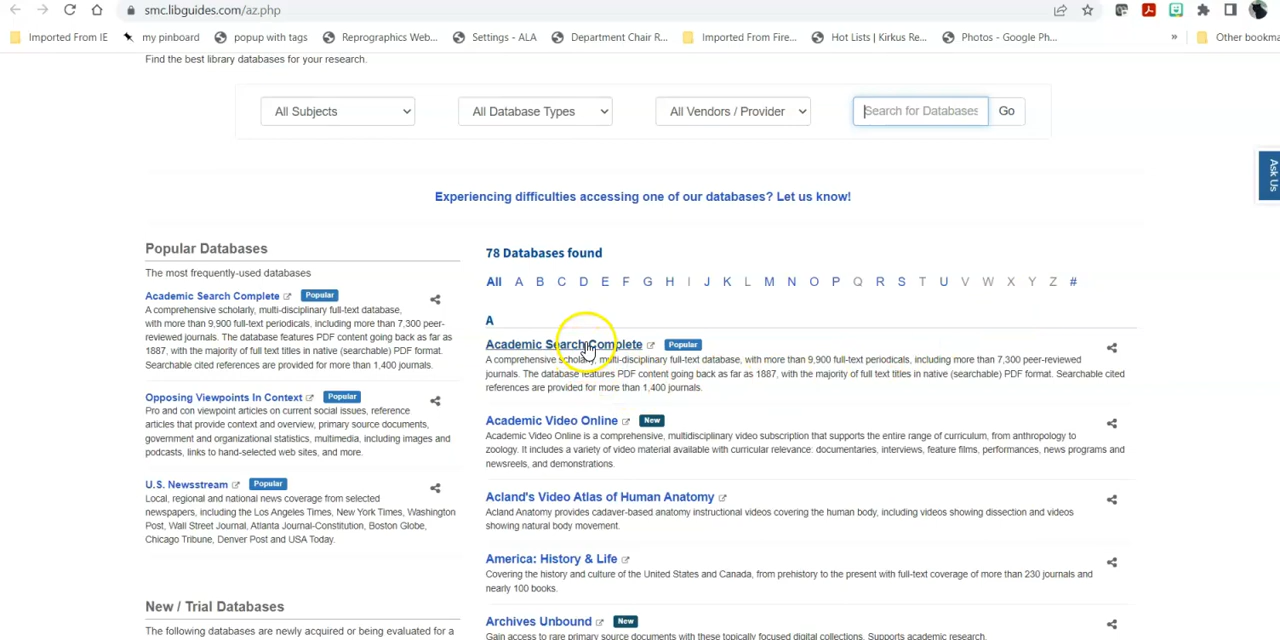 smc.libguides.com/az.php
Imported From IE
my pinboard
popup with tags
Reprographics Web...
Settings - ALA
Department Chair R...
Imported From Fire...
Hot Lists | Kirkus Re...
Photos - Google Ph...
»
Other bookma
Find the best library databases for your research.
All Subjects
All Database Types
All Vendors / Provider
Search for Databases
Go
Ask Us
Experiencing difficulties accessing one of our databases? Let us know!
Popular Databases
The most frequently-used databases
Academic Search Complete Popular
A comprehensive scholarly, multi-disciplinary full-text database,
with more than 9,900 full-text periodicals, including more than 7,300 peer-
reviewed journals. The database features PDF content going back as far as
1887, with the majority of full text titles in native (searchable) PDF format.
Searchable cited references are provided for more than 1,400 journals.
Opposing Viewpoints In Context Popular
Pro and con viewpoint articles on current social issues, reference
articles that provide context and overview, primary source documents,
government and organizational statistics, multimedia, including images and
podcasts, links to hand-selected web sites, and more.
U.S. Newsstream Popular
Local, regional and national news coverage from selected
newspapers, including the Los Angeles Times, New York Times, Washington
Post, Wall Street Journal, Atlanta Journal-Constitution, Boston Globe,
Chicago Tribune, Denver Post and USA Today.
New / Trial Databases
The following databases are newly acquired or being evaluated for a
78 Databases found
All A B C D E F G H I J K L M N O P Q R S T U V W X Y Z #
A
Academic Search Complete Popular
A comprehensive scholarly, multi-disciplinary full-text database, with more than 9,900 full-text periodicals, including more than 7,300 peer-reviewed
journals. The database features PDF content going back as far as 1887, with the majority of full text titles in native (searchable) PDF format. Searchable cited
references are provided for more than 1,400 journals.
Academic Video Online New
Academic Video Online is a comprehensive, multidisciplinary video subscription that supports the entire range of curriculum, from anthropology to
zoology. It includes a variety of video material available with curricular relevance: documentaries, interviews, feature films, performances, news programs and
newsreels, and demonstrations.
Acland's Video Atlas of Human Anatomy
Acland Anatomy provides cadaver-based anatomy instructional videos covering the human body, including videos showing dissection and videos
showing natural body movement.
America: History & Life
Covering the history and culture of the United States and Canada, from prehistory to the present with full-text coverage of more than 230 journals and
nearly 100 books.
Archives Unbound New
Gain access to rare primary source documents with these topically focused digital collections. Supports academic research.